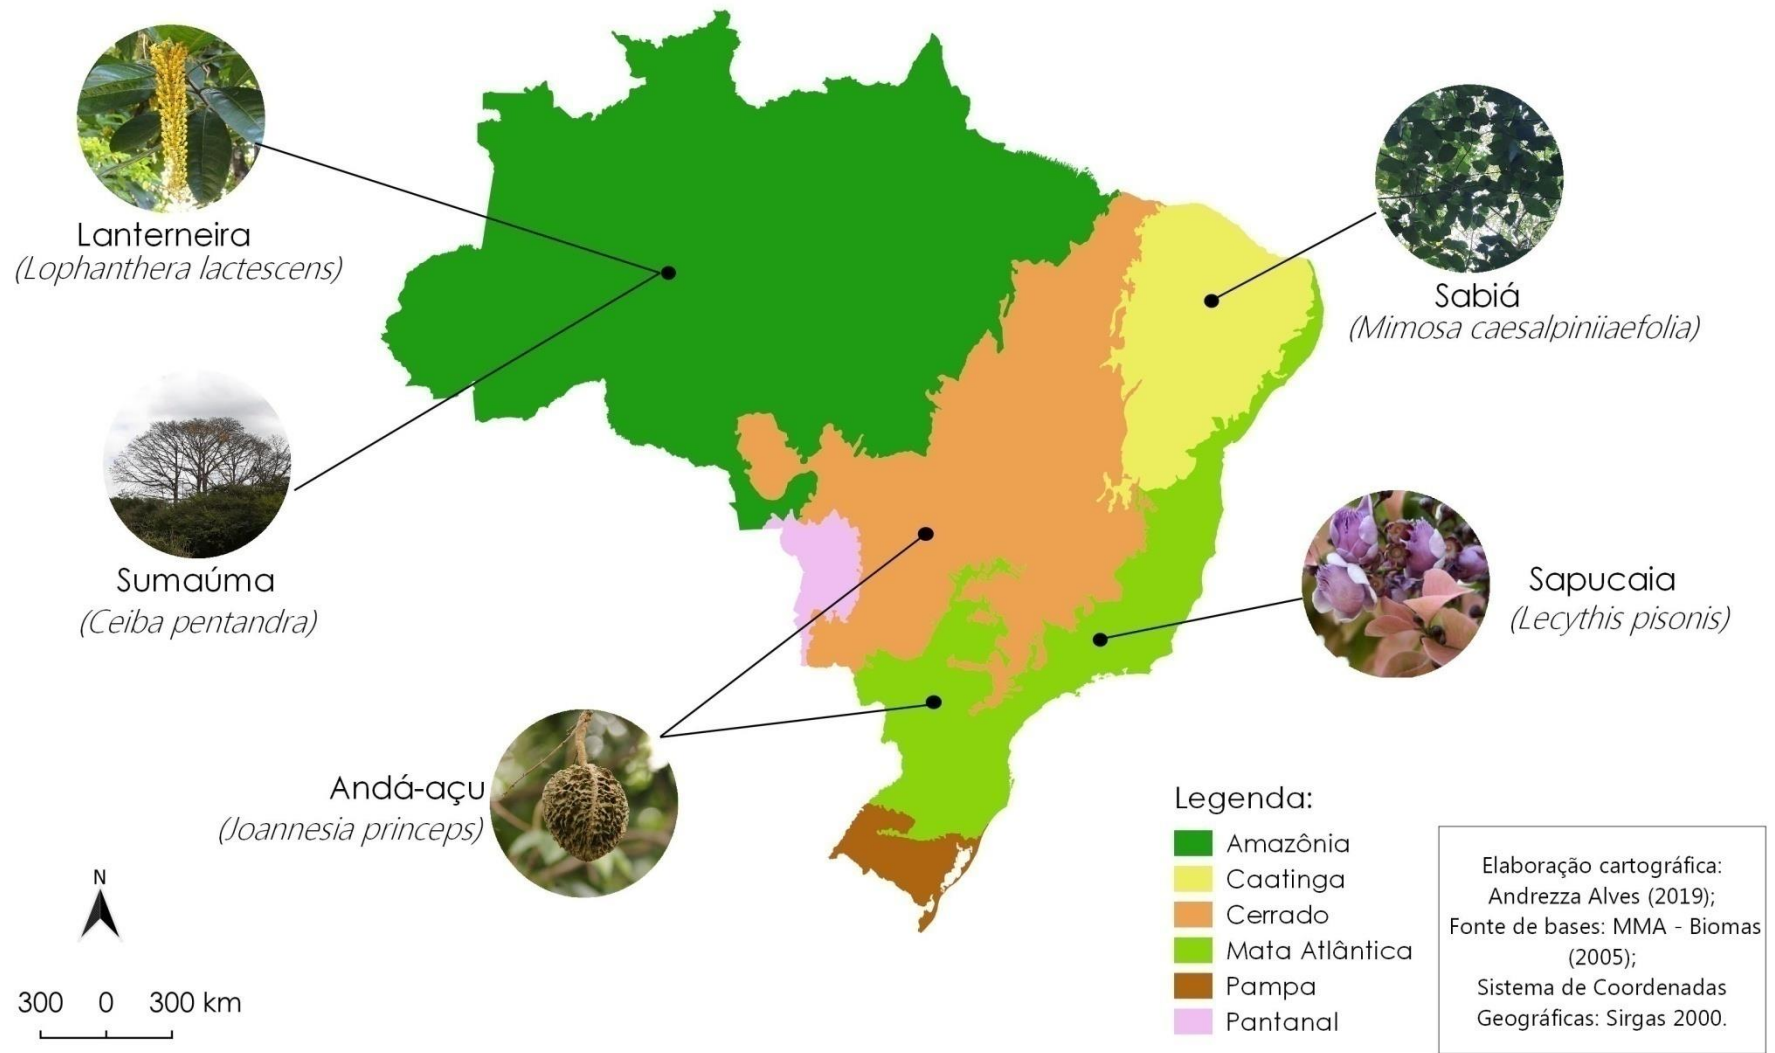 Lanterneira
(Lophanthera lactescens)
Sumaúma
(Ceiba pentandra)
Andá-açu
(Joannesia princeps)
Sabiá
(Mimosa caesalpiniiaefolia)
Sapucaia
(Lecythis pisonis)
N
300 0 300 km
Legenda:
Amazônia
Caatinga
Cerrado
Mata Atlântica
Pampa
Pantanal
Elaboração cartográfica:
Andrezza Alves (2019);
Fonte de bases: MMA - Biomas
(2005);
Sistema de Coordenadas
Geográficas: Sirgas 2000.